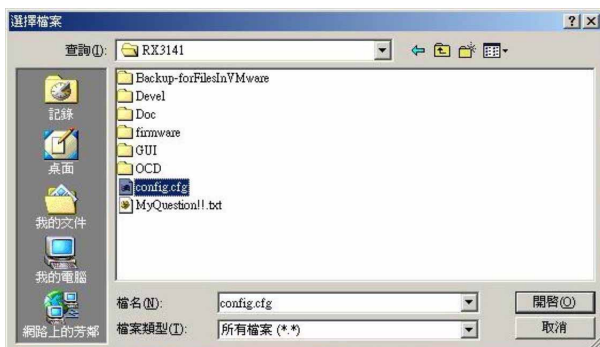 選擇檔案
查詢(I): RX3141
Backup-forFilesInVMware
Devel
Doc
firmware
GUI
OCD
config.cfg
MyQuestion!!.txt
記錄
桌面
我的文件
我的電腦
網路上的芳鄰
檔名(N): config.cfg 開啓(O)
檔案類型(T): 所有檔案 (*.*) 取消